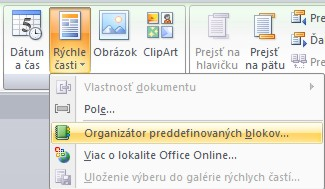 Dátum
a čas
Rýchle
časti
Obrázok
ClipArt
Prejsť na
hlavičku
Prejsť
na pätu
Vlastnosť dokumentu
Pole...
Organizátor preddefinovaných blokov...
Viac o lokalite Office Online...
Uloženie výberu do galérie rýchlych častí...